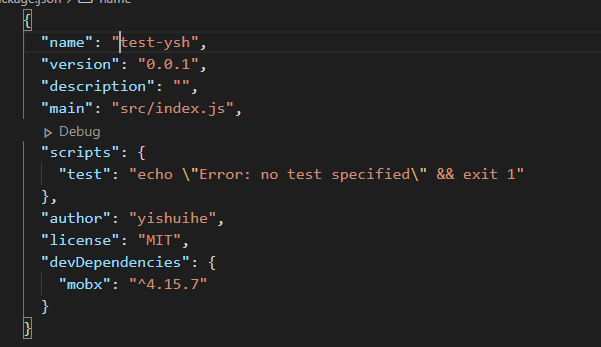 package.json > name
{
"name": "test-ysh",
"version": "0.0.1",
"description": "",
"main": "src/index.js",
Debug
"scripts": {
"test": "echo \"Error: no test specified\" && exit 1"
},
"author": "yishuihe",
"license": "MIT",
"devDependencies": {
"mobx": "^4.15.7"
}
}